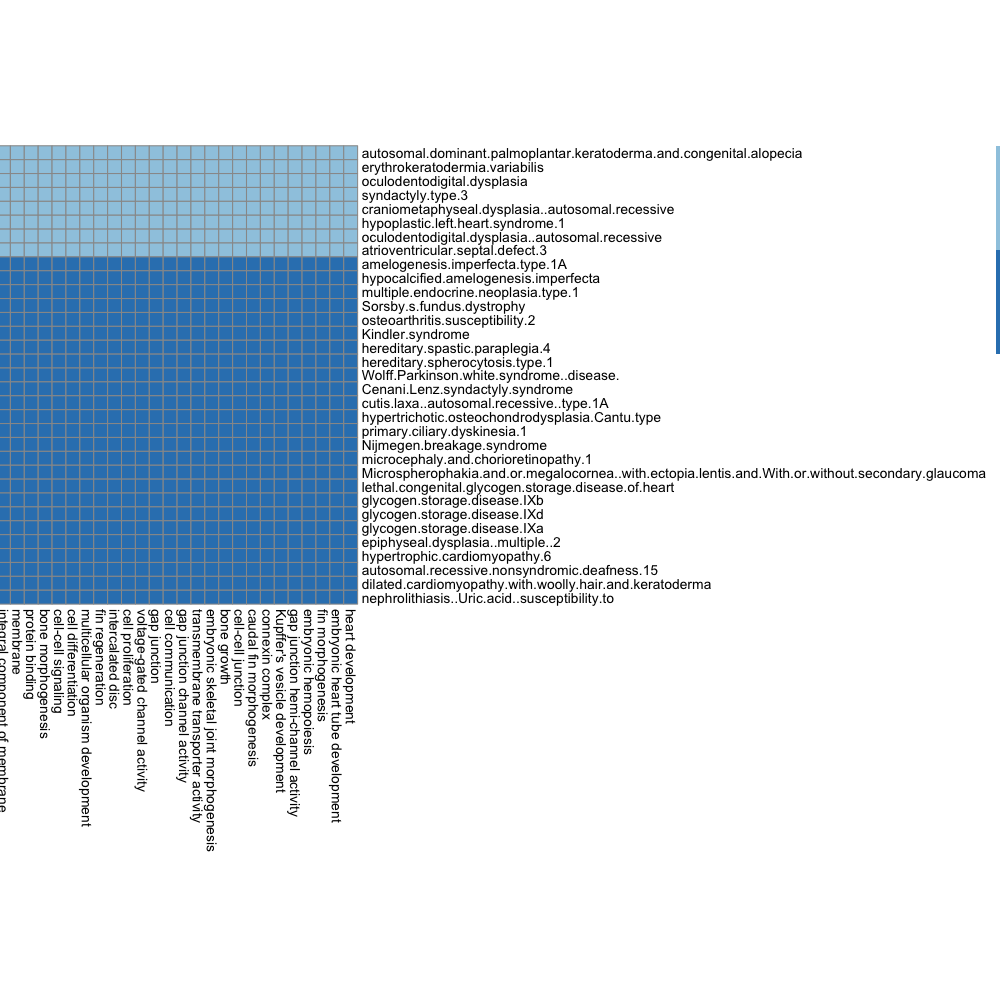 autosomal.dominant.palmoplantar.keratoderma.and.congenital.alopecia
erythrokeratodermia.variabilis
oculodentodigital.dysplasia
syndactyly.type.3
craniometaphyseal.dysplasia..autosomal.recessive
hypoplastic.left.heart.syndrome.1
oculodentodigital.dysplasia..autosomal.recessive
atrioventricular.septal.defect.3
amelogenesis.imperfecta.type.1A
hypocalcified.amelogenesis.imperfecta
multiple.endocrine.neoplasia.type.1
Sorsby.s.fundus.dystrophy
osteoarthritis.susceptibility.2
Kindler.syndrome
hereditary.spastic.paraplegia.4
hereditary.spherocytosis.type.1
Wolff.Parkinson.white.syndrome..disease.
Cenani.Lenz.syndactyly.syndrome
cutis.laxa..autosomal.recessive..type.1A
hypertrichotic.osteochondrodysplasia.Cantu.type
primary.ciliary.dyskinesia.1
Nijmegen.breakage.syndrome
microcephaly.and.chorioretinopathy.1
Microspherophakia.and.or.megalocornea..with.ectopia.lentis.and.With.or.without.secondary.glaucoma
lethal.congenital.glycogen.storage.disease.of.heart
glycogen.storage.disease.IXb
glycogen.storage.disease.IXd
glycogen.storage.disease.IXa
epiphyseal.dysplasia..multiple..2
hypertrophic.cardiomyopathy.6
autosomal.recessive.nonsyndromic.deafness.15
dilated.cardiomyopathy.with.woolly.hair.and.keratoderma
nephrolithiasis..Uric.acid..susceptibility.to
integral component of membrane
membrane
protein binding
bone morphogenesis
cell-cell signaling
cell differentiation
multicellular organism development
fin regeneration
intercalated disc
cell proliferation
voltage-gated channel activity
gap junction
cell communication
gap junction channel activity
transmembrane transporter activity
embryonic skeletal joint morphogenesis
bone growth
cell-cell junction
caudal fin morphogenesis
connexin complex
Kupffer's vesicle development
gap junction hemi-channel activity
embryonic hemopoiesis
fin morphogenesis
embryonic heart tube development
heart development